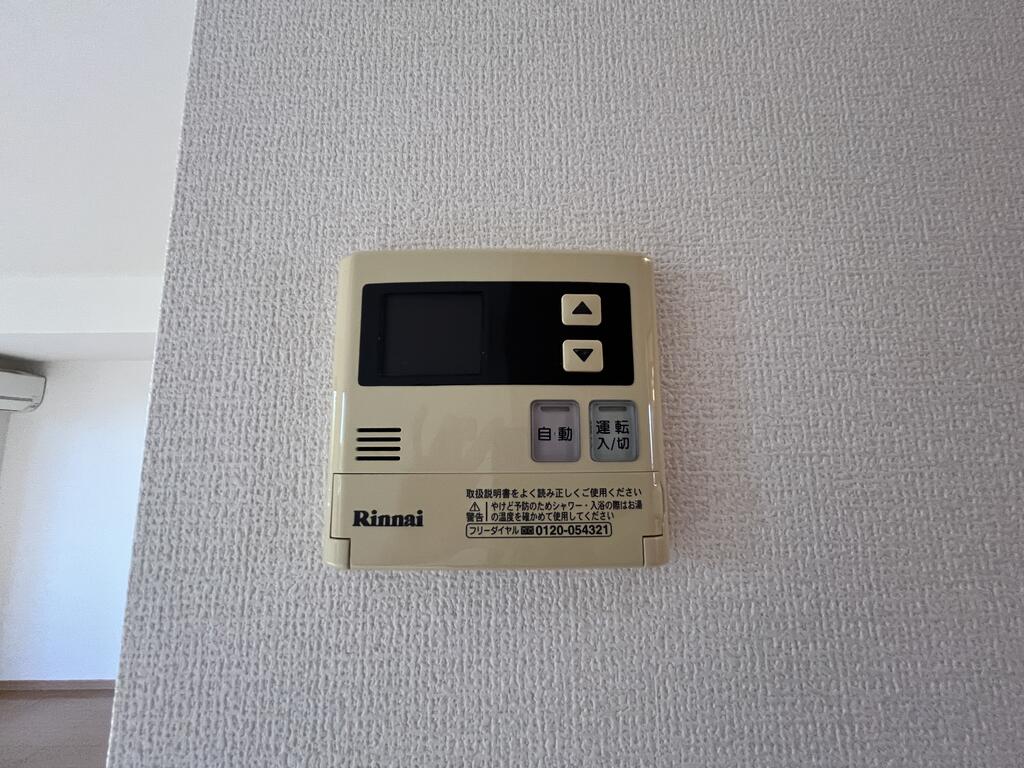 自動
運転
入/切
取扱説明書をよく読み正しくご使用ください
警告
やけど予防のためシャワー・入浴の際はお湯
の温度を確かめて使用してください
Rinnai
フリーダイヤル 0120-054321